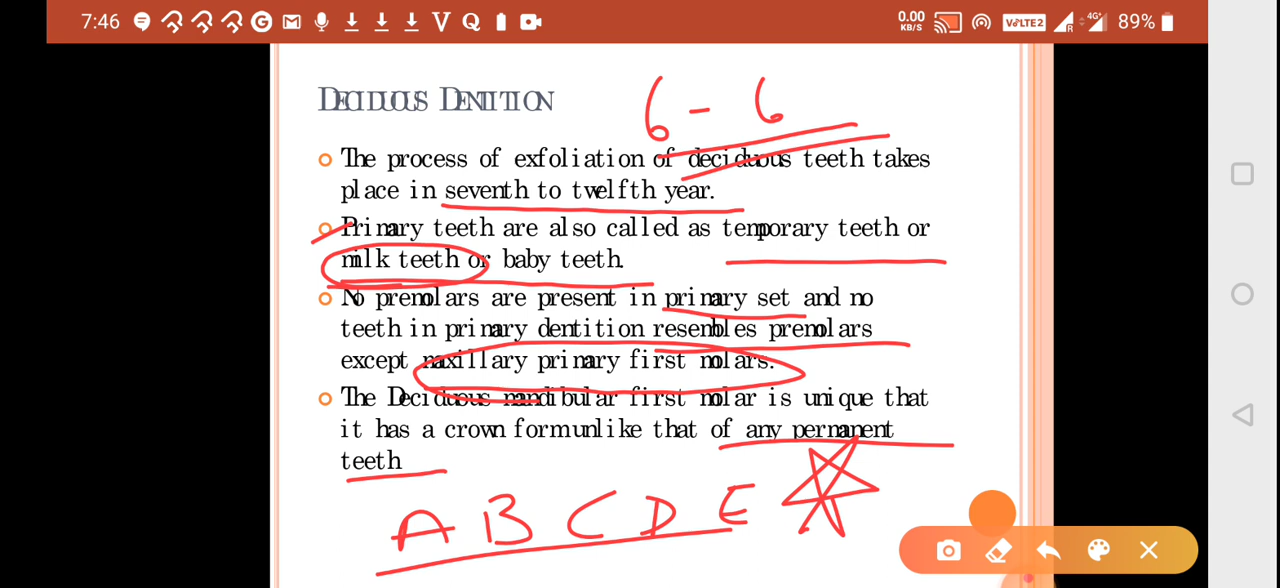 7:46 G M V Q 0.00 KB/S VoLTE2 R 4G+ 89%
DECIDUOUS DENTITION 6 - 6
The process of exfoliation of deciduous teeth takes
place in seventh to twelfth year.
Primary teeth are also called as temporary teeth or
milk teeth or baby teeth.
No premolars are present in primary set and no
teeth in primary dentition resembles premolars
except maxillary primary first molars.
The Deciduous mandibular first molar is unique that
it has a crown form unlike that of any permanent
teeth
A B C D E